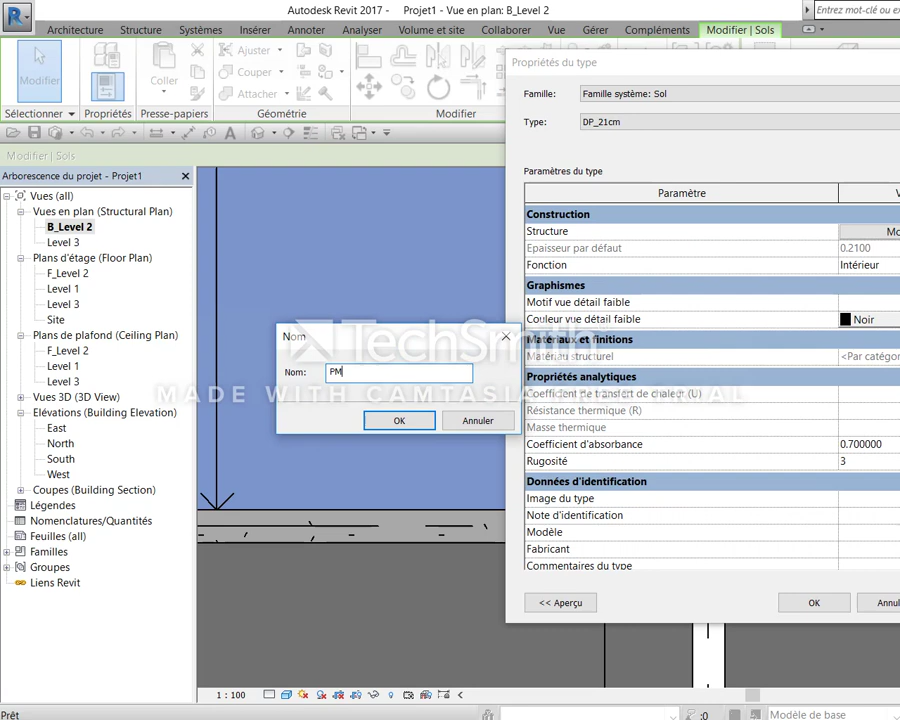 Autodesk Revit 2017 - Projet1 - Vue en plan: B_Level 2
Entrez mot-clé ou ex
Architecture Structure Systèmes Insérer Annoter Analyser Volume et site Collaborer Vue Gérer Compléments Modifier | Sols
Modifier
Coller
Ajuster
Couper
Attacher
Sélectionner Propriétés Presse-papiers Géométrie Modifier
Modifier | Sols
Arborescence du projet - Projet1
Vues (all)
Vues en plan (Structural Plan)
B_Level 2
Level 3
Plans d'étage (Floor Plan)
F_Level 2
Level 1
Level 3
Site
Plans de plafond (Ceiling Plan)
F_Level 2
Level 1
Level 3
Vues 3D (3D View)
Elévations (Building Elevation)
East
North
South
West
Coupes (Building Section)
Légendes
Nomenclatures/Quantités
Feuilles (all)
Familles
Groupes
Liens Revit
Nom
Nom: PM
OK Annuler
TechSmith
MADE WITH CAMTASIA
Propriétés du type
Famille: Famille système: Sol
Type: DP_21cm
Paramètres du type
Paramètre V
Construction
Structure Mo
Epaisseur par défaut 0.2100
Fonction Intérieur
Graphismes
Motif vue détail faible
Couleur vue détail faible Noir
Matériaux et finitions
Matériau structurel <Par catégor
Propriétés analytiques
Coefficient de transfert de chaleur (U)
Résistance thermique (R)
Masse thermique
Coefficient d'absorbance 0.700000
Rugosité 3
Données d'identification
Image du type
Note d'identification
Modèle
Fabricant
Commentaires du type
<< Aperçu OK Annul
1 : 100
Prêt
:0
Modèle de base